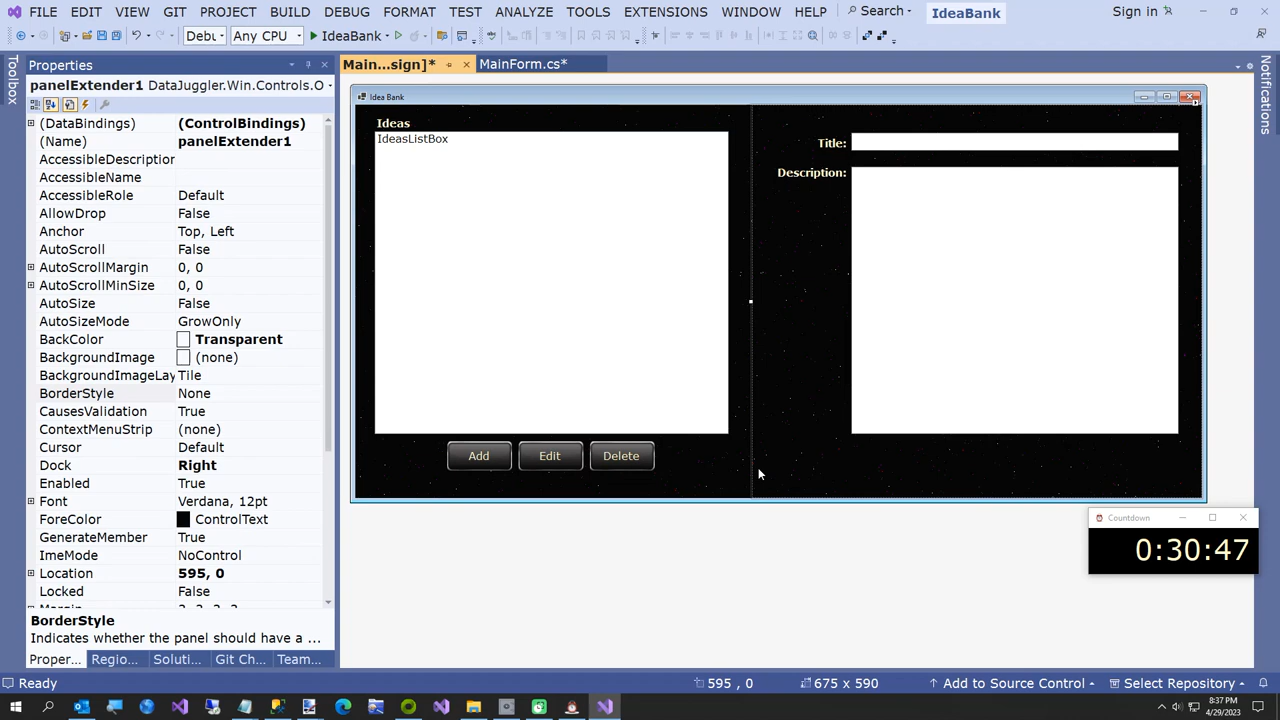 FILE EDIT VIEW GIT PROJECT BUILD DEBUG FORMAT TEST ANALYZE TOOLS EXTENSIONS WINDOW HELP Search IdeaBank Sign in
Debu Any CPU IdeaBank
Toolbox
Properties
panelExtender1 DataJuggler.Win.Controls.O
(DataBindings) (ControlBindings)
(Name) panelExtender1
AccessibleDescription
AccessibleName
AccessibleRole Default
AllowDrop False
Anchor Top, Left
AutoScroll False
AutoScrollMargin 0, 0
AutoScrollMinSize 0, 0
AutoSize False
AutoSizeMode GrowOnly
BackColor Transparent
BackgroundImage (none)
BackgroundImageLay Tile
BorderStyle None
CausesValidation True
ContextMenuStrip (none)
Cursor Default
Dock Right
Enabled True
Font Verdana, 12pt
ForeColor ControlText
GenerateMember True
ImeMode NoControl
Location 595, 0
Locked False
BorderStyle
Indicates whether the panel should have a ...
Proper... Regio... Soluti... Git Ch... Team...
Main...sign]* MainForm.cs*
Idea Bank
Ideas
IdeasListBox
Title:
Description:
Add Edit Delete
Countdown
0:30:47
Notifications
Ready 595 , 0 675 x 590 Add to Source Control Select Repository
8:37 PM
4/29/2023